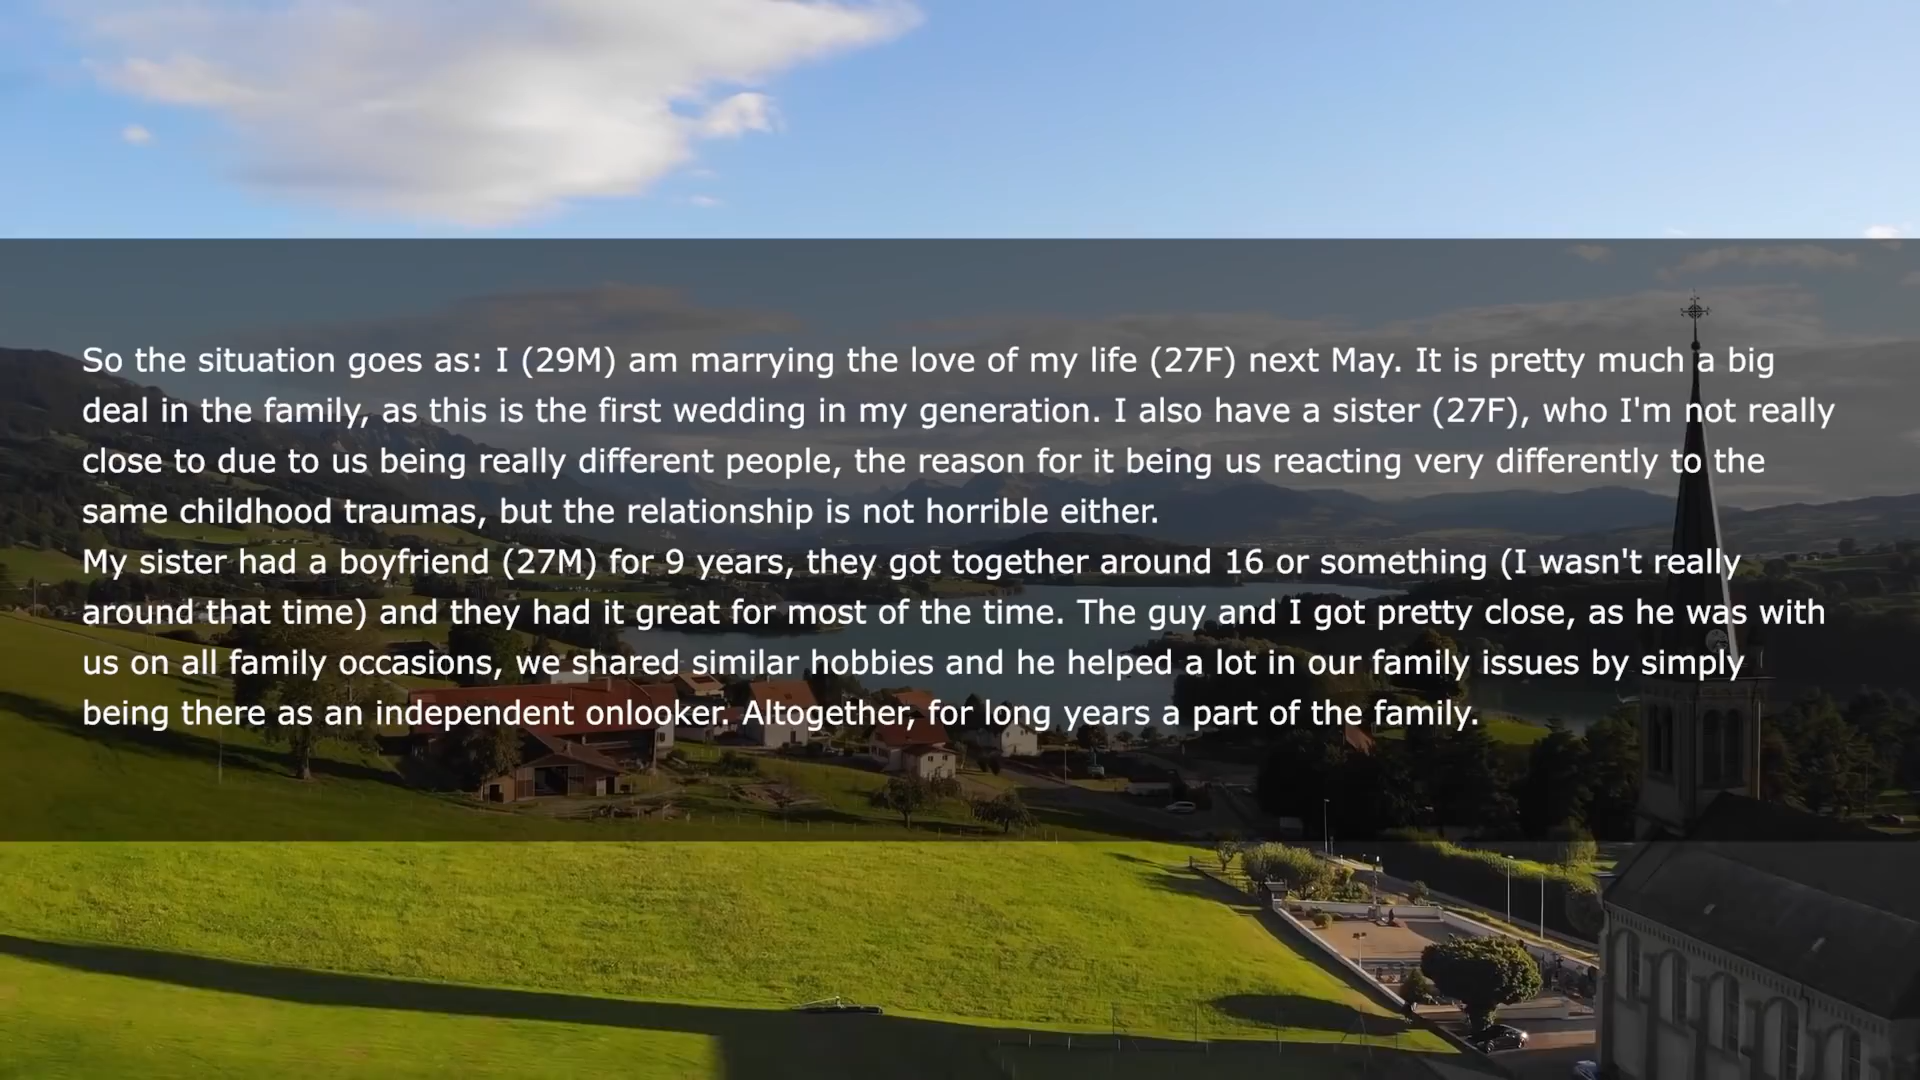 So the situation goes as: I (29M) am marrying the love of my life (27F) next May. It is pretty much a big
deal in the family, as this is the first wedding in my generation. I also have a sister (27F), who I'm not really
close to due to us being really different people, the reason for it being us reacting very differently to the
same childhood traumas, but the relationship is not horrible either.
My sister had a boyfriend (27M) for 9 years, they got together around 16 or something (I wasn't really
around that time) and they had it great for most of the time. The guy and I got pretty close, as he was with
us on all family occasions, we shared similar hobbies and he helped a lot in our family issues by simply
being there as an independent onlooker. Altogether, for long years a part of the family.